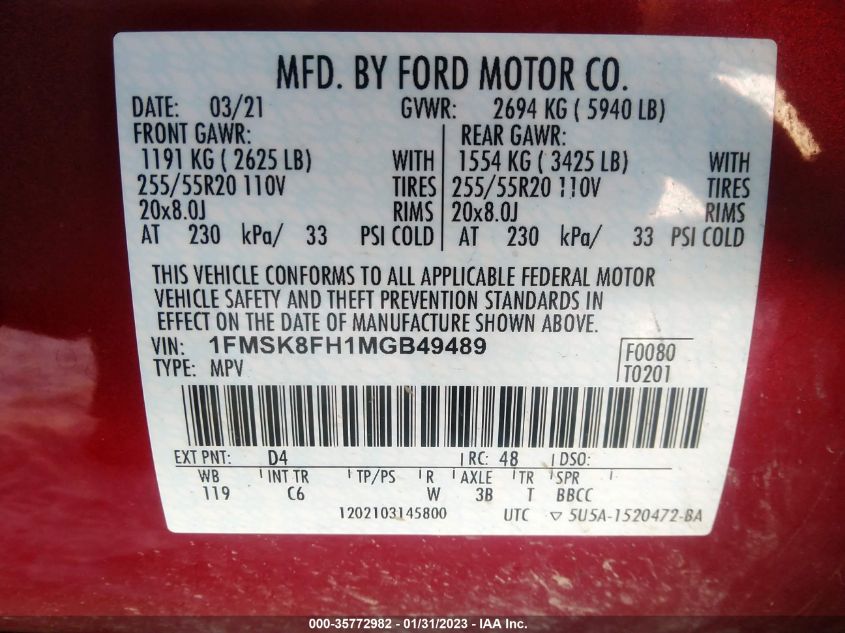 MFD. BY FORD MOTOR CO.
DATE: 03/21 GVWR: 2694 KG ( 5940 LB)
FRONT GAWR: REAR GAWR:
1191 KG ( 2625 LB) WITH 1554 KG ( 3425 LB) WITH
255/55R20 110V TIRES 255/55R20 110V TIRES
20x8.0J RIMS 20x8.0J RIMS
AT 230 kPa/ 33 PSI COLD AT 230 kPa/ 33 PSI COLD
THIS VEHICLE CONFORMS TO ALL APPLICABLE FEDERAL MOTOR
VEHICLE SAFETY AND THEFT PREVENTION STANDARDS IN
EFFECT ON THE DATE OF MANUFACTURE SHOWN ABOVE.
VIN: 1FMSK8FH1MGB49489 F0080
TYPE: MPV T0201
EXT PNT: D4 RC: 48 DSO:
WB INT TR TP/PS R AXLE TR SPR
119 C6 W 3B T BBCC
1202103145800 UTC ▽ 5U5A-1520472-BA
000-35772982 - 01/31/2023 - IAA Inc.